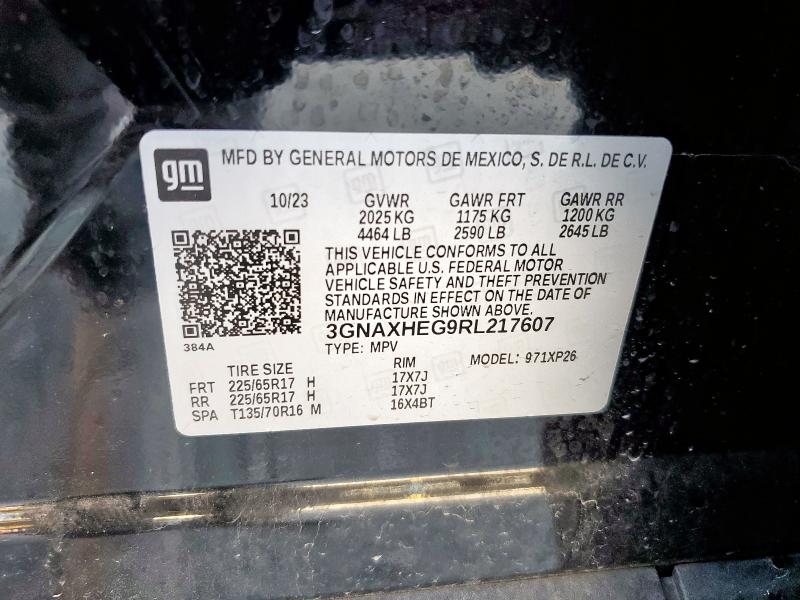 gm
MFD BY GENERAL MOTORS DE MEXICO, S. DE R.L. DE C.V.
10/23 GVWR GAWR FRT GAWR RR
2025 KG 1175 KG 1200 KG
4464 LB 2590 LB 2645 LB
THIS VEHICLE CONFORMS TO ALL
APPLICABLE U.S. FEDERAL MOTOR
VEHICLE SAFETY AND THEFT PREVENTION
STANDARDS IN EFFECT ON THE DATE OF
MANUFACTURE SHOWN ABOVE.
3GNAXHEG9RL217607
384A
TYPE: MPV MODEL: 971XP26
TIRE SIZE RIM
FRT 225/65R17 H 17X7J
RR 225/65R17 H 17X7J
SPA T135/70R16 M 16X4BT